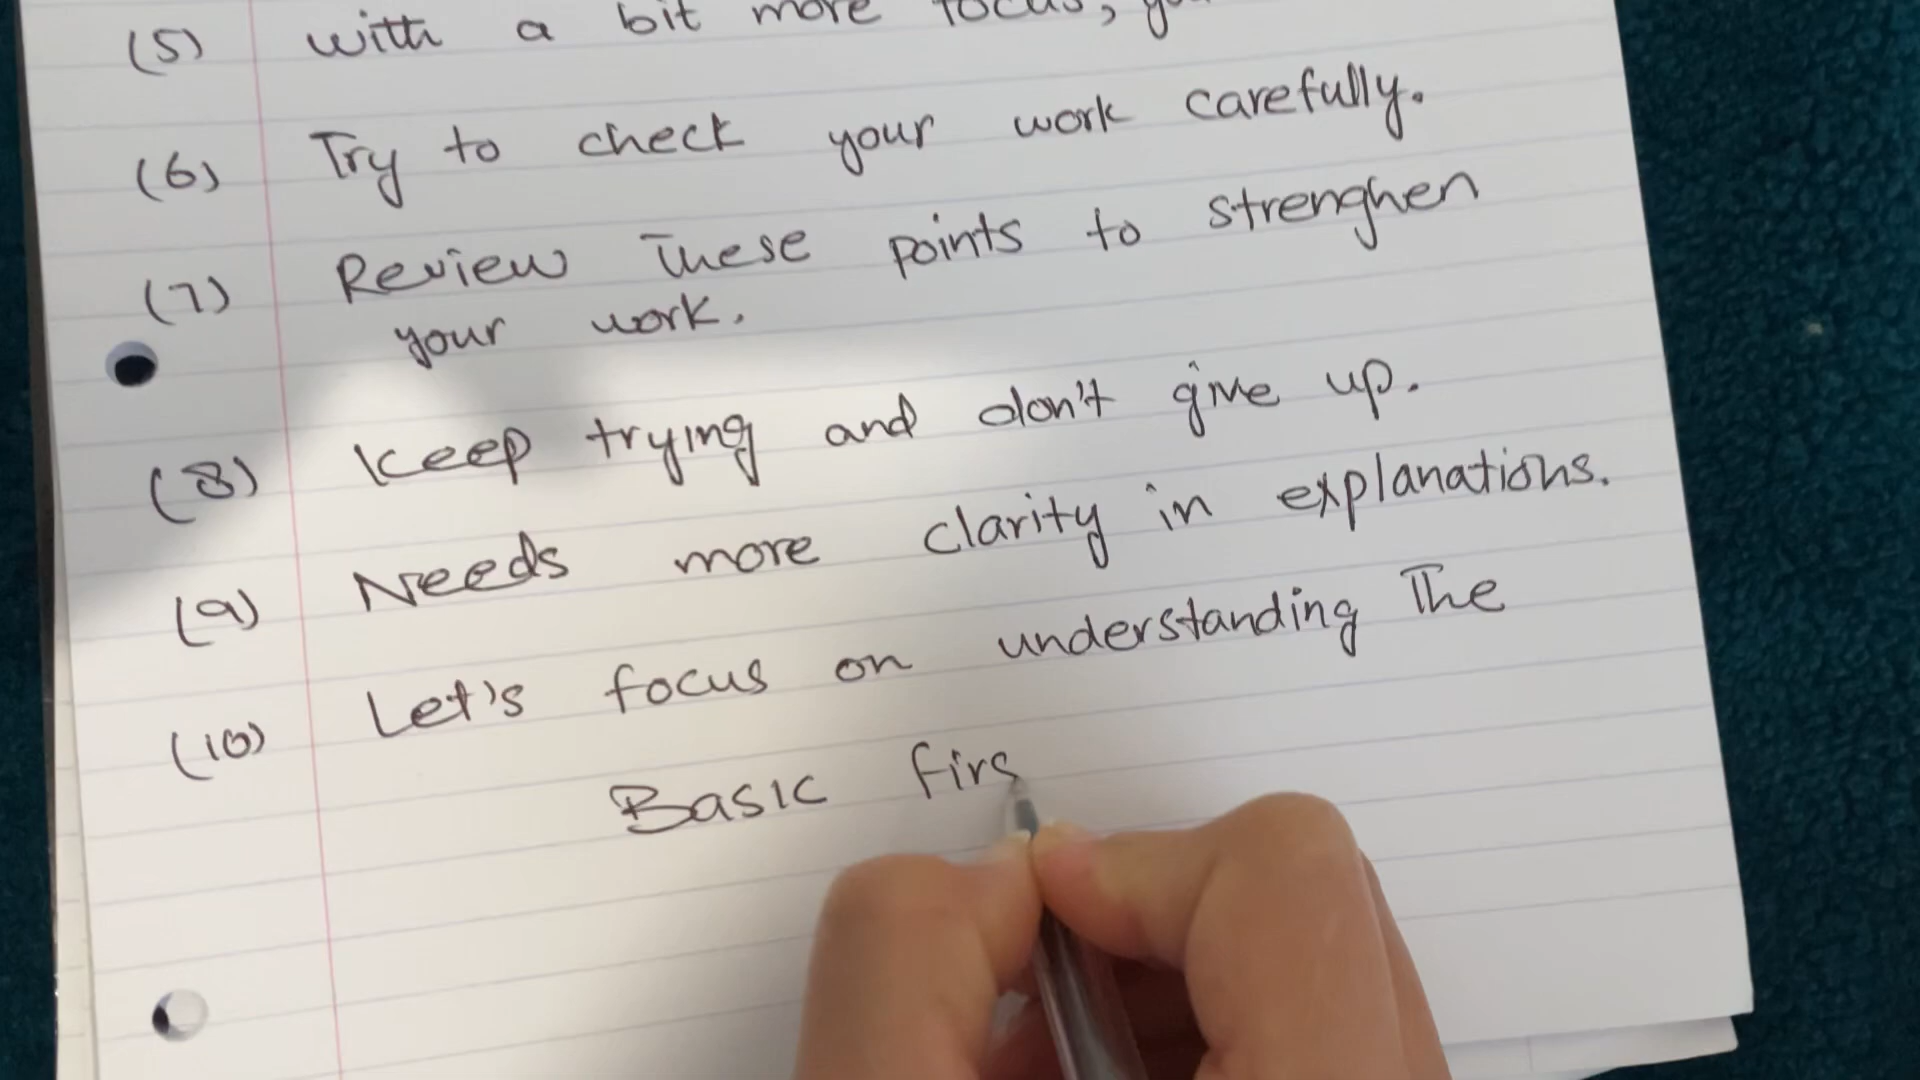 (5) with a bit more focus,
(6) Try to check your work carefully.
(7) Review These points to strenghen
your work.
(8) Keep trying and don't give up.
(9) Needs more clarity in explanations.
(10) Let's focus on understanding The
Basic firs